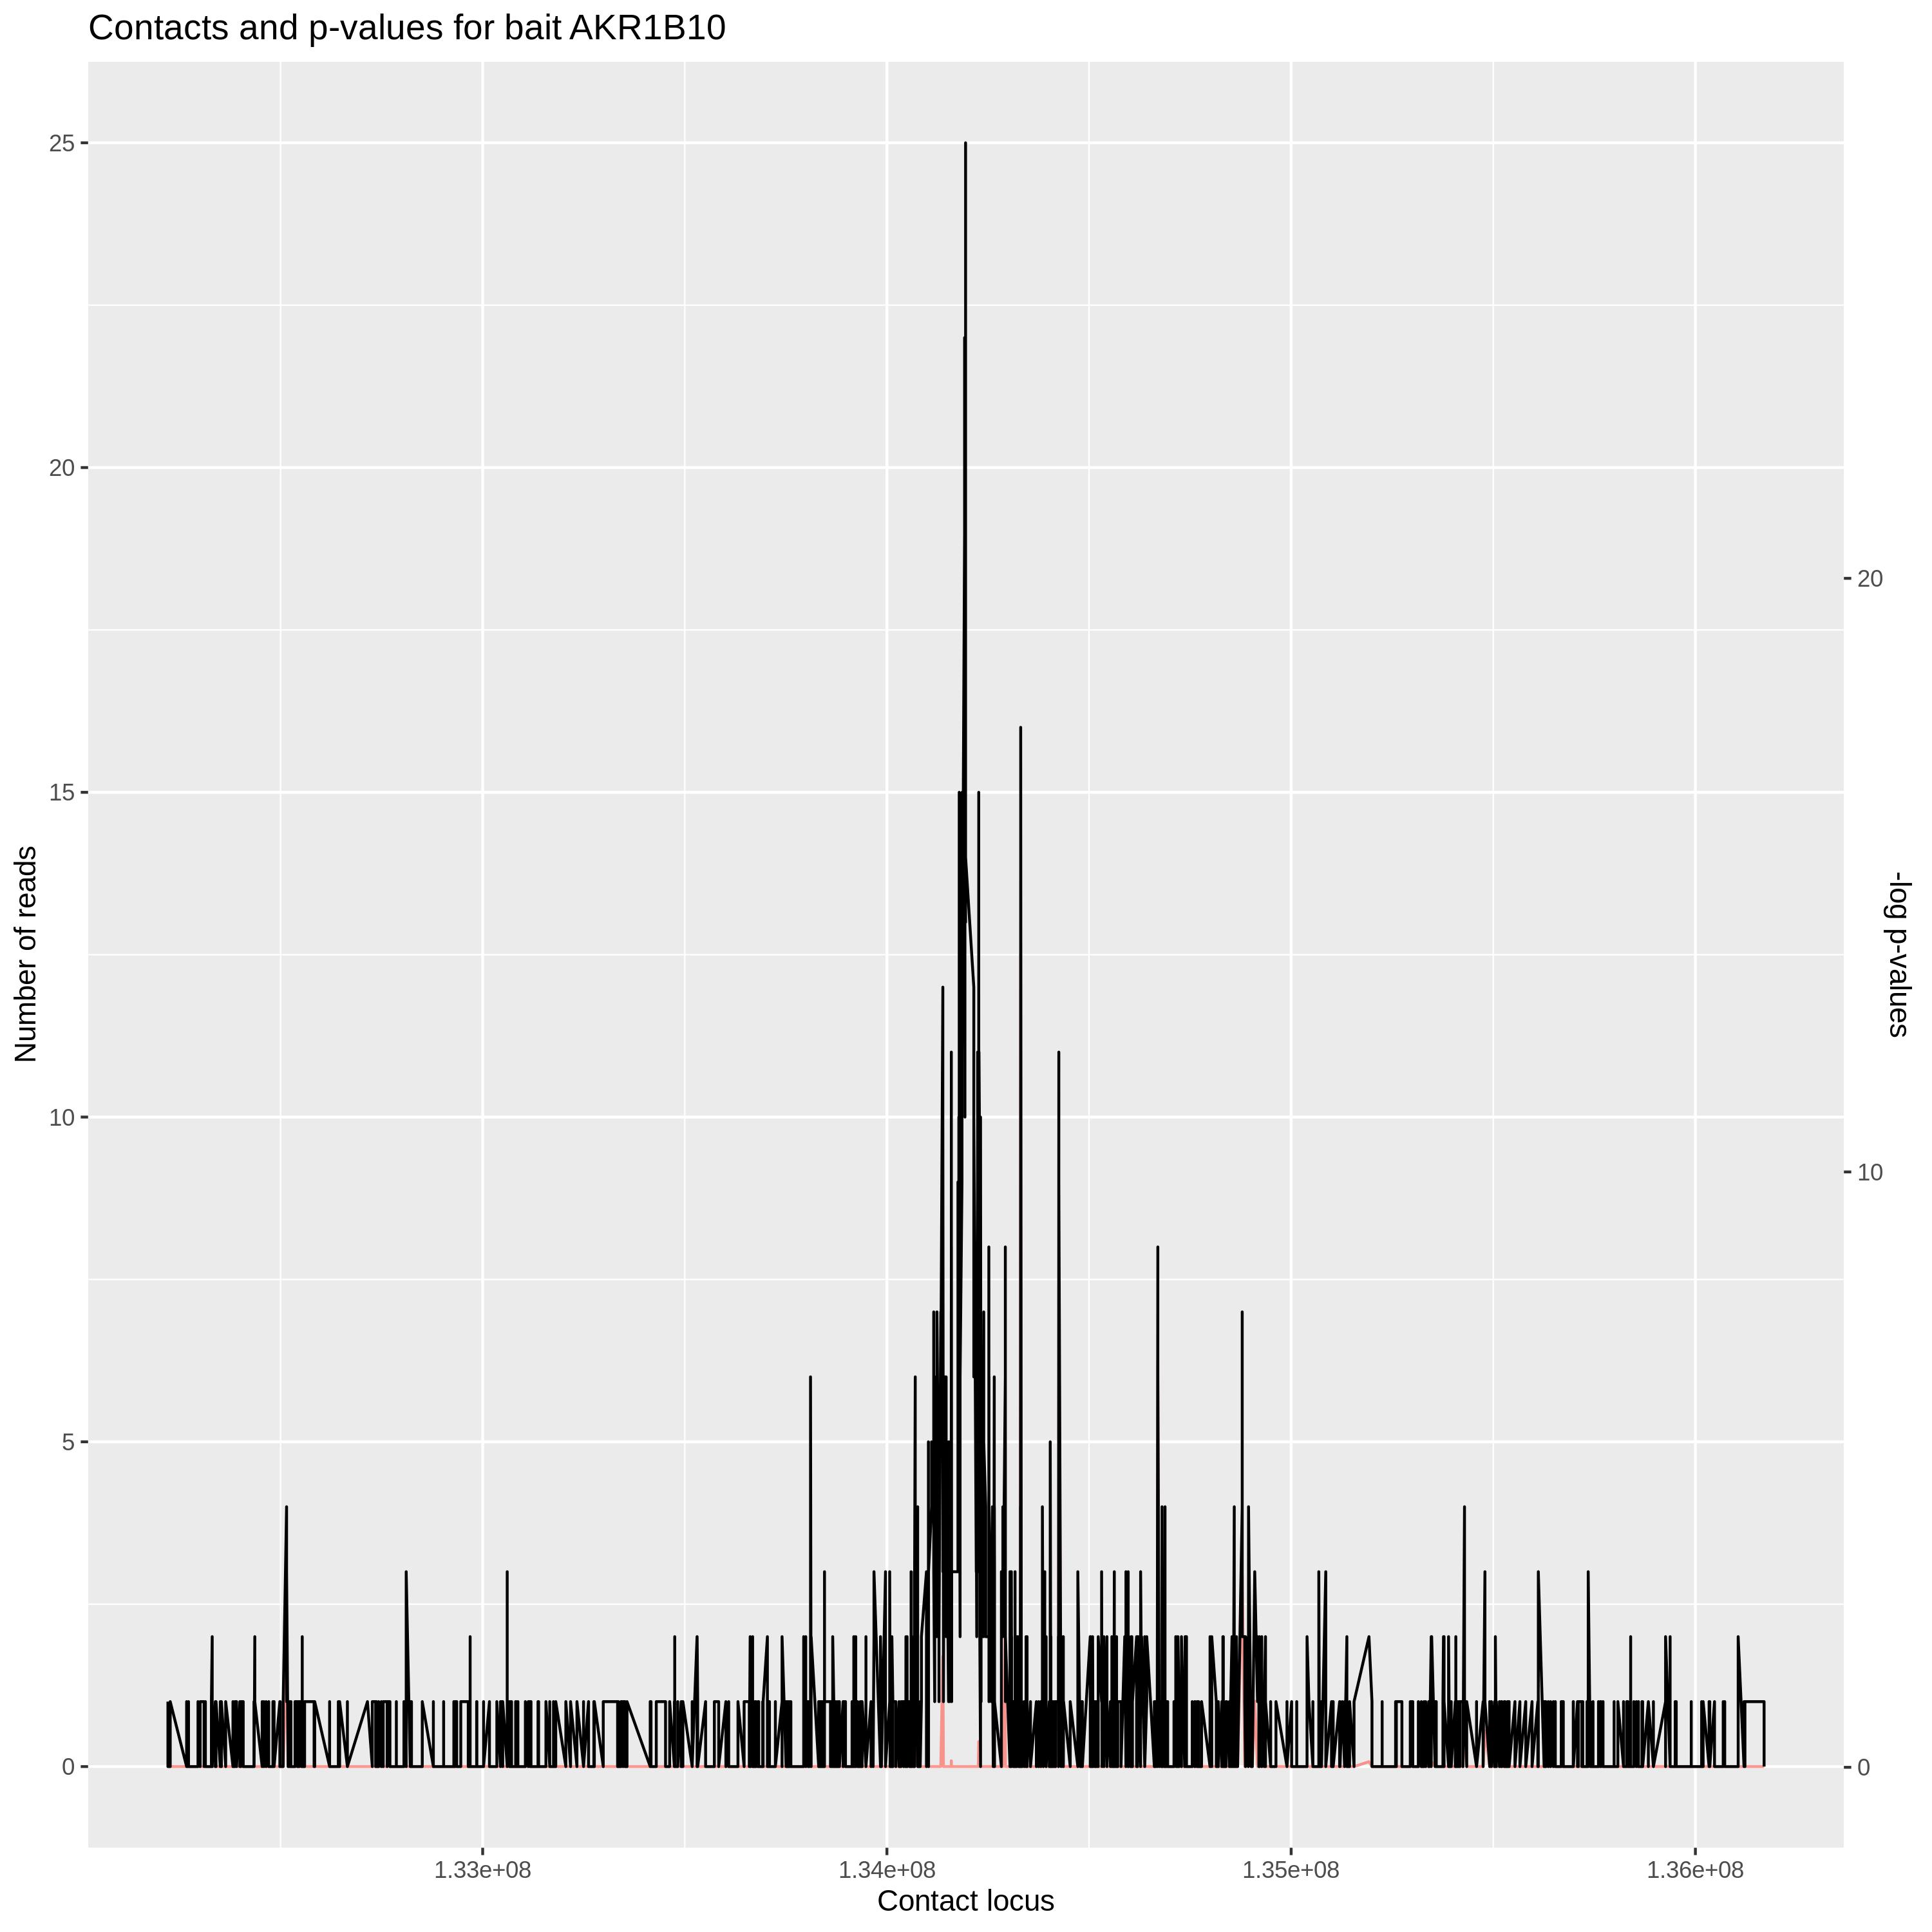 Contacts and p-values for bait AKR1B10
25
20
15
10
5
0
Number of reads
20
10
0
-log p-values
1.33e+08 1.34e+08 1.35e+08 1.36e+08
Contact locus